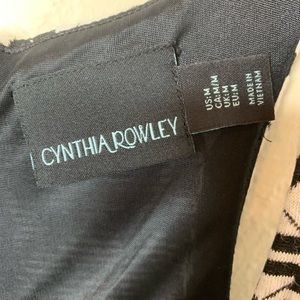 CYNTHIA ROWLEY
US:M
CA:M/M
UK:M
EU:M
MADE IN
VIETNAM